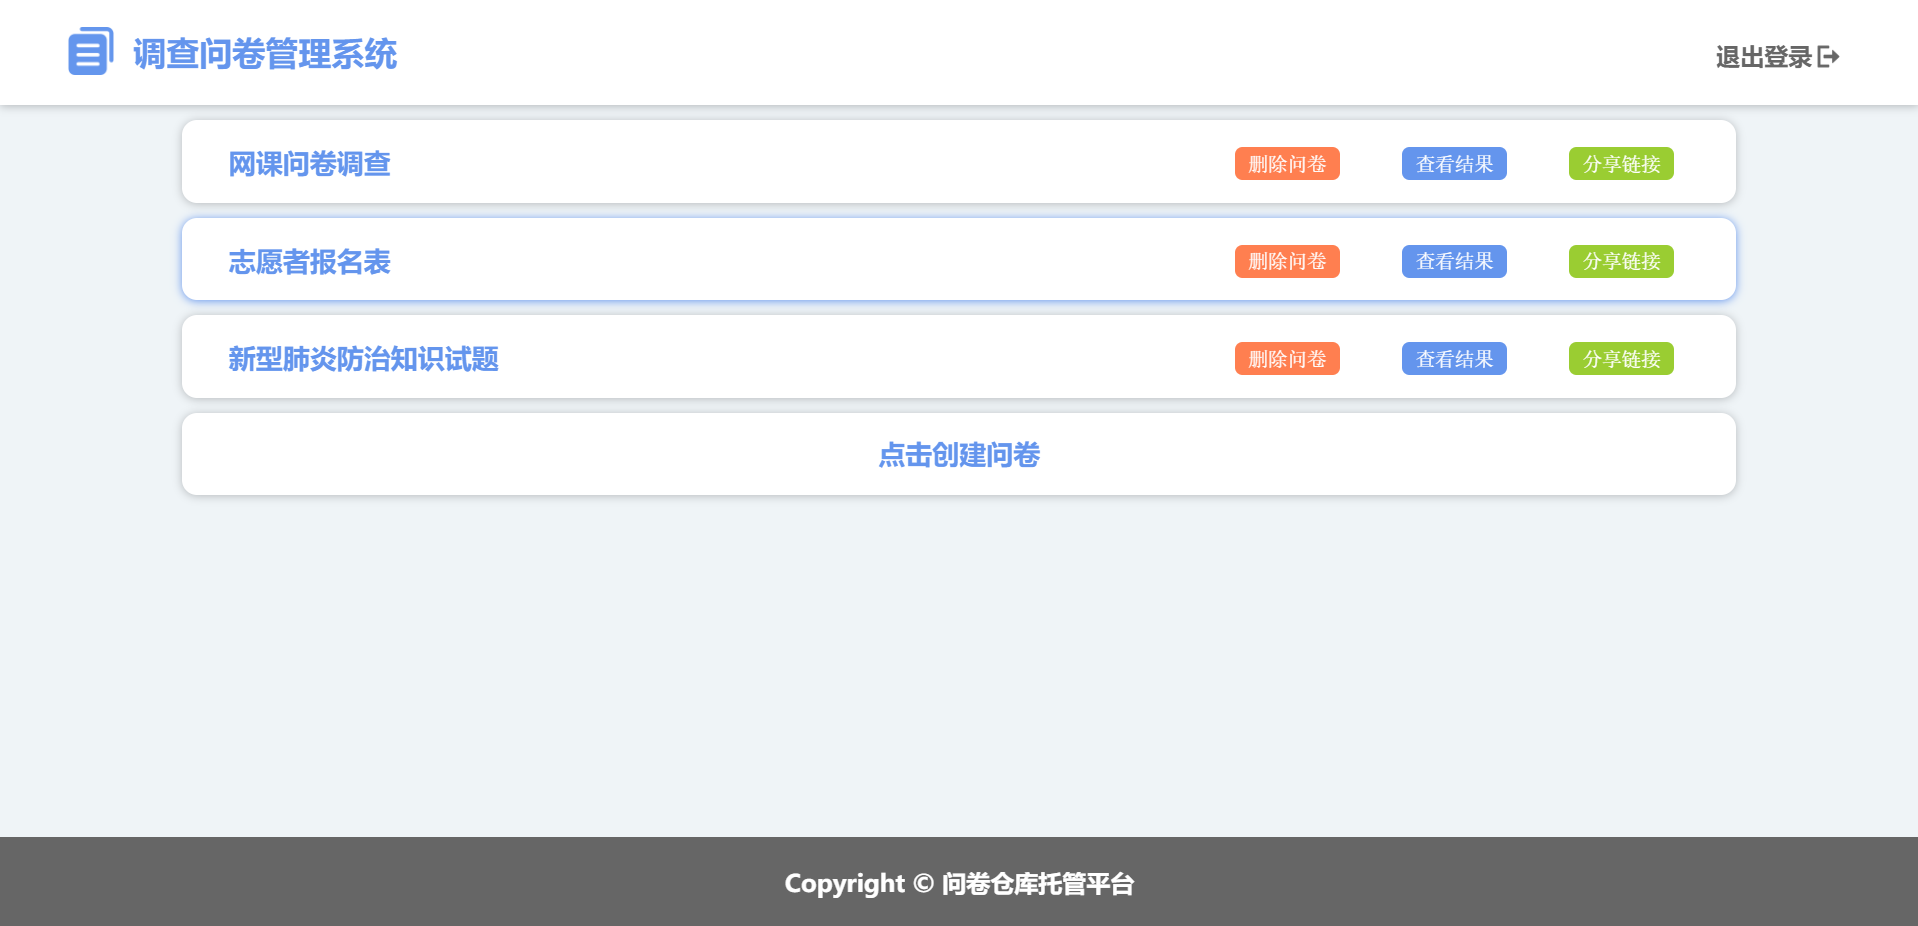 调查问卷管理系统
退出登录
网课问卷调查 删除问卷 查看结果 分享链接
志愿者报名表 删除问卷 查看结果 分享链接
新型肺炎防治知识试题 删除问卷 查看结果 分享链接
点击创建问卷
Copyright © 问卷仓库托管平台